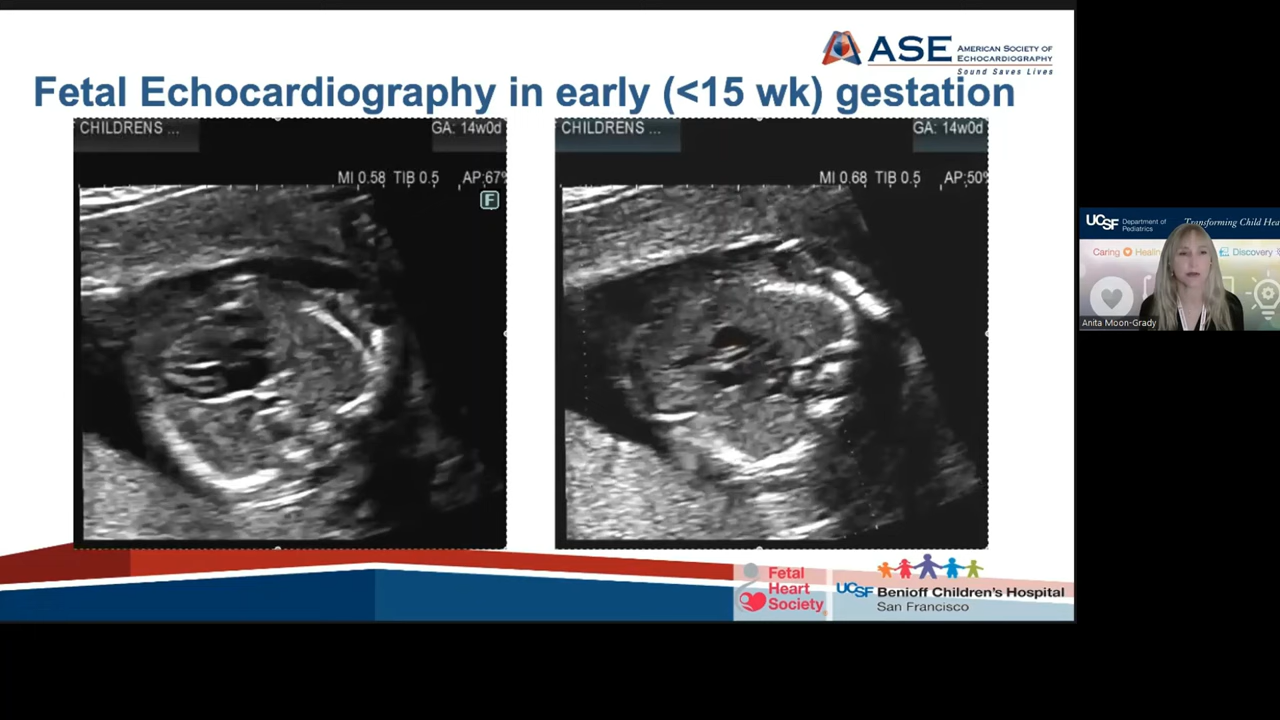 ASE AMERICAN SOCIETY OF
ECHOCARDIOGRAPHY
Sound Saves Lives
Fetal Echocardiography in early (<15 wk) gestation
CHILDRENS ...
GA: 14w0d
MI 0.58 TIB 0.5 AP:67%
F
CHILDRENS ...
GA: 14w0d
MI 0.68 TIB 0.5 AP:50%
UCSF Department of
Pediatrics
Transforming Child Hea
Caring Healin Discovery
Anita Moon-Grady
Fetal
Heart
Society
UCSF Benioff Children's Hospital
San Francisco